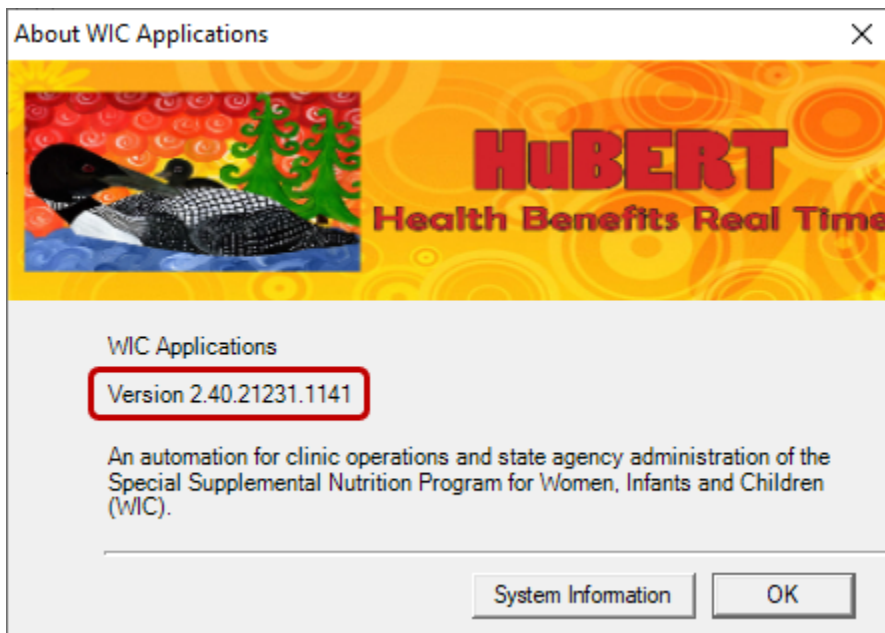 About WIC Applications
HuBERT
Health Benefits Real Time
WIC Applications
Version 2.40.21231.1141
An automation for clinic operations and state agency administration of the
Special Supplemental Nutrition Program for Women, Infants and Children
(WIC).
System Information
OK